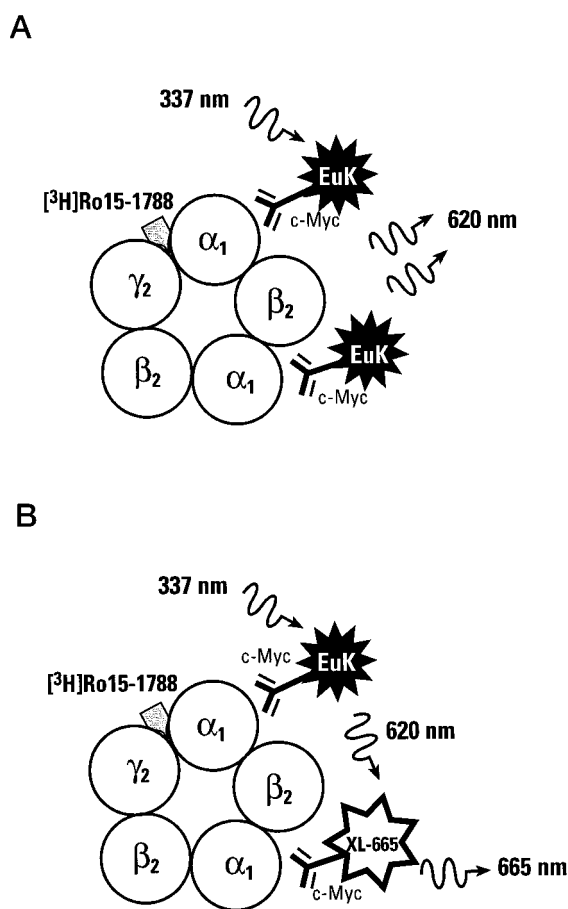 A
337 nm
EuK
[³H]Ro15-1788
c-Myc
α₁
620 nm
γ₂
β₂
EuK
β₂
α₁
c-Myc
B
337 nm
c-Myc
EuK
[³H]Ro15-1788
α₁
620 nm
γ₂
β₂
XL-665
β₂
α₁
665 nm
c-Myc